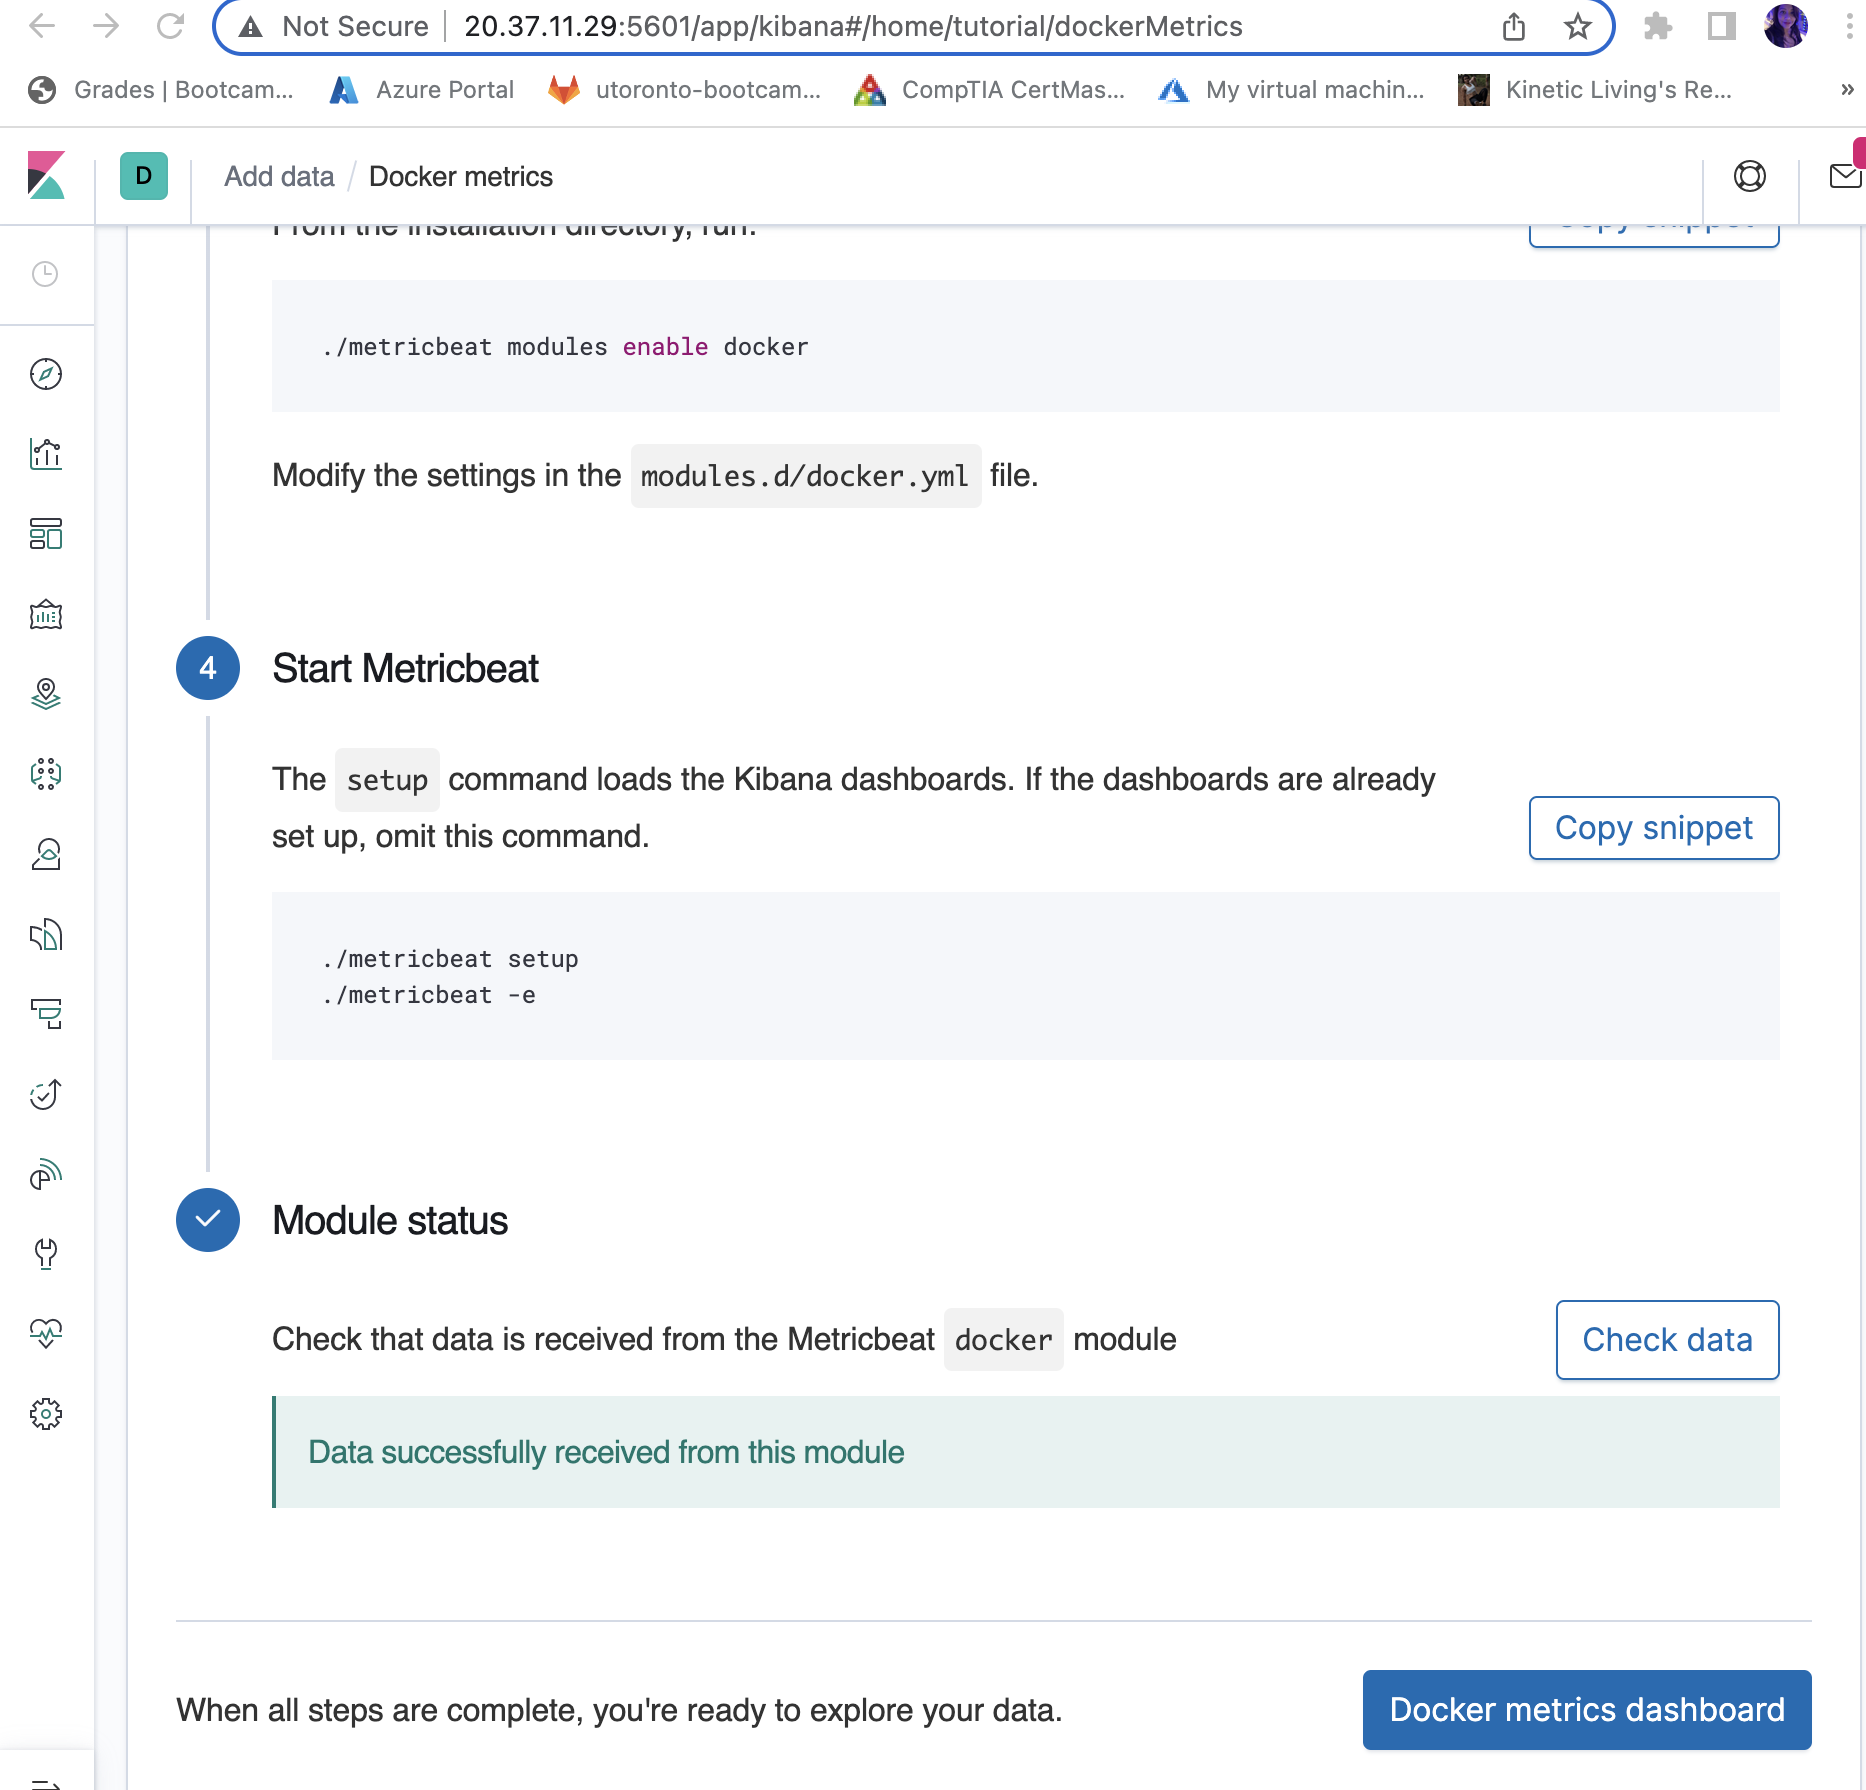 Not Secure | 20.37.11.29:5601/app/kibana#/home/tutorial/dockerMetrics
Grades | Bootcam... Azure Portal utoronto-bootcam... CompTIA CertMas... My virtual machin... Kinetic Living's Re... »
D Add data / Docker metrics
From the installation directory, run:
Copy snippet
./metricbeat modules enable docker
Modify the settings in the modules.d/docker.yml file.
4 Start Metricbeat
The setup command loads the Kibana dashboards. If the dashboards are already
set up, omit this command.
Copy snippet
./metricbeat setup
./metricbeat -e
Module status
Check that data is received from the Metricbeat docker module
Check data
Data successfully received from this module
When all steps are complete, you're ready to explore your data.
Docker metrics dashboard